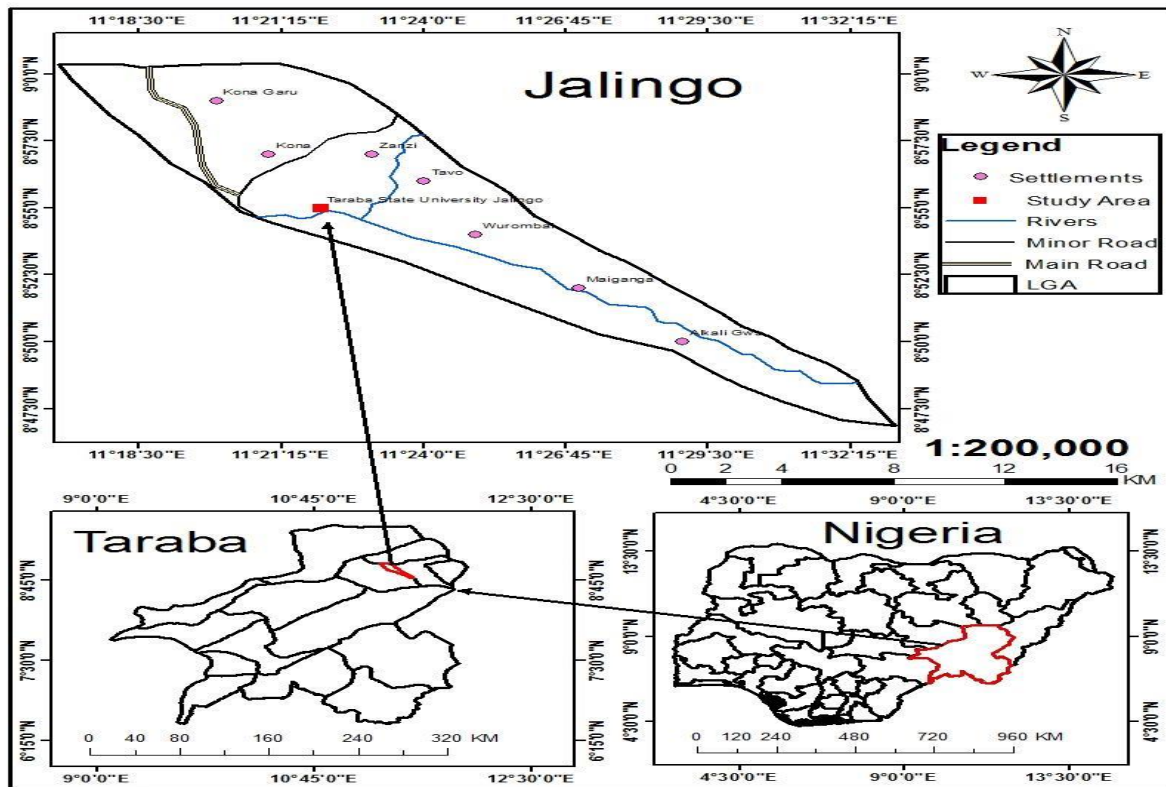 11°18'30"E 11°21'15"E 11°24'0"E 11°26'45"E 11°29'30"E 11°32'15"E
Jalingo
N
W E
S
9°0'0"N
8°57'30"N
8°55'0"N
8°52'30"N
8°50'0"N
8°47'30"N
9°0'0"N
8°57'30"N
8°55'0"N
8°52'30"N
8°50'0"N
8°47'30"N
Kona Garu
Kona
Zanzi
Tavo
Taraba State University Jalingo
Wurombai
Maiganga
Alkali Gwa
Legend
Settlements
Study Area
Rivers
Minor Road
Main Road
LGA
11°18'30"E 11°21'15"E 11°24'0"E 11°26'45"E 11°29'30"E 11°32'15"E
1:200,000
0 2 4 8 12 16
KM
9°0'0"E 10°45'0"E 12°30'0"E
Taraba
8°45'0"N
7°30'0"N
6°15'0"N
8°45'0"N
7°30'0"N
6°15'0"N
0 40 80 160 240 320 KM
9°0'0"E 10°45'0"E 12°30'0"E
4°30'0"E 9°0'0"E 13°30'0"E
Nigeria
13°30'0"N
9°0'0"N
4°30'0"N
13°30'0"N
9°0'0"N
4°30'0"N
0 120 240 480 720 960 KM
4°30'0"E 9°0'0"E 13°30'0"E